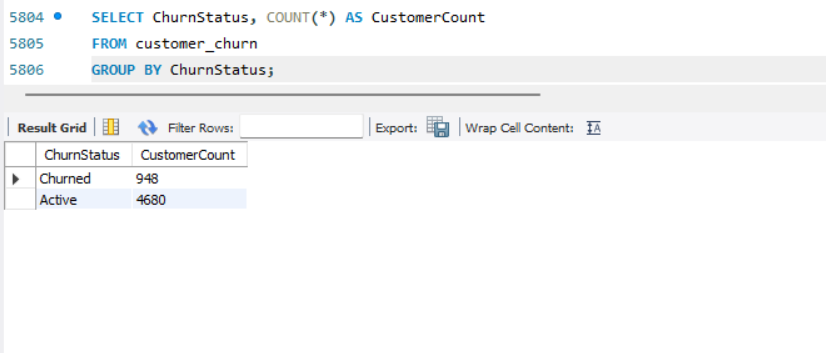 5804 SELECT ChurnStatus, COUNT(*) AS CustomerCount
5805 FROM customer_churn
5806 GROUP BY ChurnStatus;
Result Grid Filter Rows: Export: Wrap Cell Content: IA
ChurnStatus CustomerCount
Churned 948
Active 4680